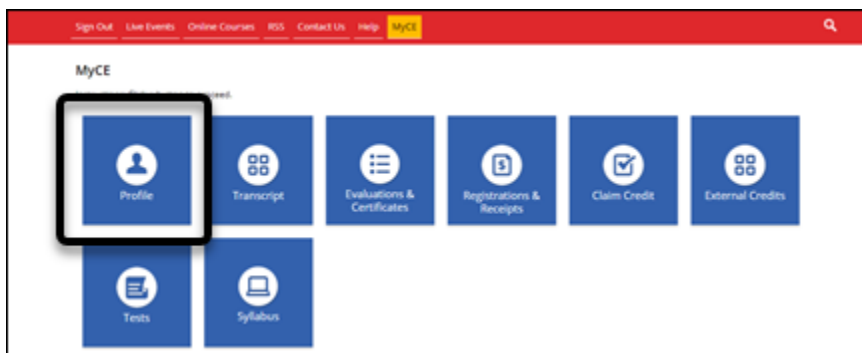 Sign Out Live Events Online Courses RSS Contact Us Help MyCE
MyCE
Profile
Transcript
Evaluations &
Certificates
Registrations &
Receipts
Claim Credit
External Credits
Tests
Syllabus